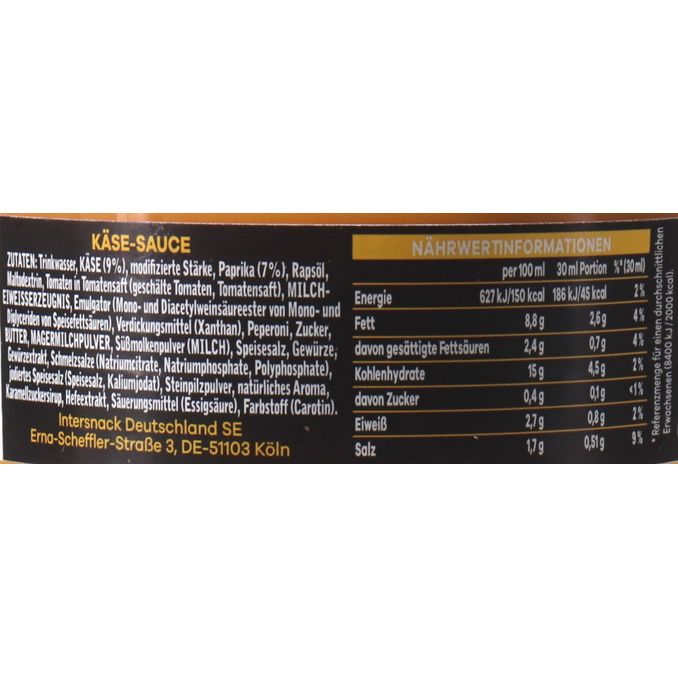 KÄSE-SAUCE
ZUTATEN: Trinkwasser, KÄSE (9%), modifizierte Stärke, Paprika (7%), Rapsöl,
Maltodextrin, Tomaten in Tomatensaft (geschälte Tomaten, Tomatensaft), MILCH-
EIWEISSERZEUGNIS, Emulgator (Mono- und Diacetylweinsäureester von Mono- und
Diglyceriden von Speisefettsäuren), Verdickungsmittel (Xanthan), Peperoni, Zucker,
BUTTER, MAGERMILCHPULVER, Süßmolkenpulver (MILCH), Speisesalz, Gewürze,
Gewürzextrakt, Schmelzsalze (Natriumcitrate, Natriumphosphate, Polyphosphate),
jodiertes Speisesalz (Speisesalz, Kaliumjodat), Steinpilzpulver, natürliches Aroma,
Karamellzuckersirup, Hefeextrakt, Säuerungsmittel (Essigsäure), Farbstoff (Carotin).
Intersnack Deutschland SE
Erna-Scheffler-Straße 3, DE-51103 Köln
NÄHRWERTINFORMATIONEN
per 100 ml 30 ml Portion %* (30 ml)
Energie 627 kJ/150 kcal 186 kJ/45 kcal 2%
Fett 8,8 g 2,6 g 4%
davon gesättigte Fettsäuren 2,4 g 0,7 g 4%
Kohlenhydrate 15 g 4,5 g 2%
davon Zucker 0,4 g 0,1 g <1%
Eiweiß 2,7 g 0,8 g 2%
Salz 1,7 g 0,51 g 9%
* Referenzmenge für einen durchschnittlichen
Erwachsenen (8400 kJ / 2000 kcal).